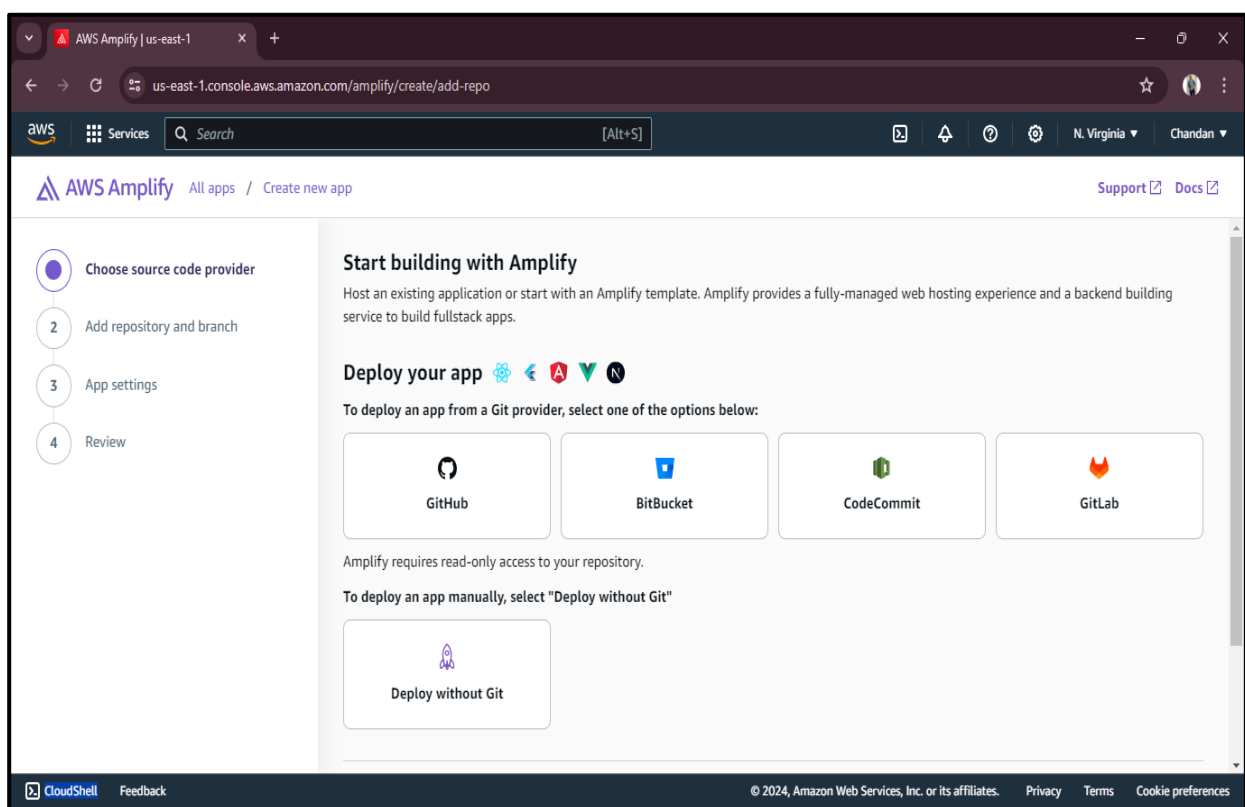 AWS Amplify | us-east-1
us-east-1.console.aws.amazon.com/amplify/create/add-repo
aws Services Search [Alt+S] N. Virginia Chandan
AWS Amplify All apps / Create new app Support Docs
Choose source code provider
2 Add repository and branch
3 App settings
4 Review
Start building with Amplify
Host an existing application or start with an Amplify template. Amplify provides a fully-managed web hosting experience and a backend building
service to build fullstack apps.
Deploy your app
To deploy an app from a Git provider, select one of the options below:
GitHub BitBucket CodeCommit GitLab
Amplify requires read-only access to your repository.
To deploy an app manually, select "Deploy without Git"
Deploy without Git
CloudShell Feedback © 2024, Amazon Web Services, Inc. or its affiliates. Privacy Terms Cookie preferences